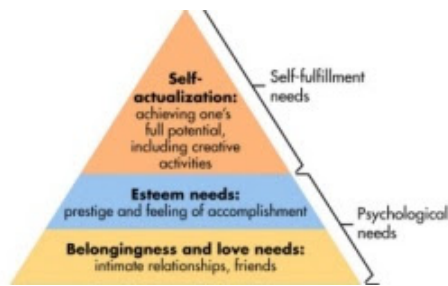 Self-
actualization:
achieving one's
full potential,
including creative
activities
Self-fulfillment
needs
Esteem needs:
prestige and feeling of accomplishment
Psychological
needs
Belongingness and love needs:
intimate relationships, friends